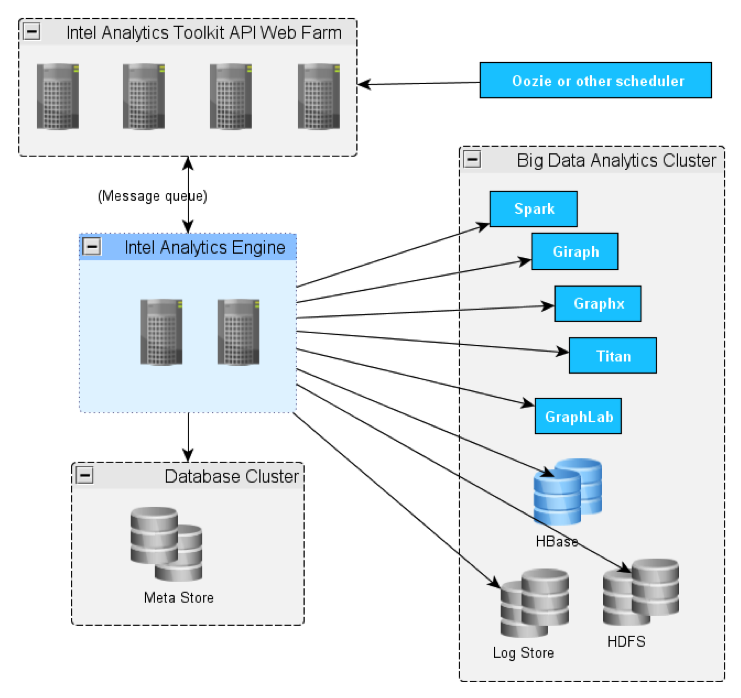 Intel Analytics Toolkit API Web Farm
Oozie or other scheduler
(Message queue)
Intel Analytics Engine
Big Data Analytics Cluster
Spark
Giraph
Graphx
Titan
GraphLab
HBase
HDFS
Log Store
Database Cluster
Meta Store